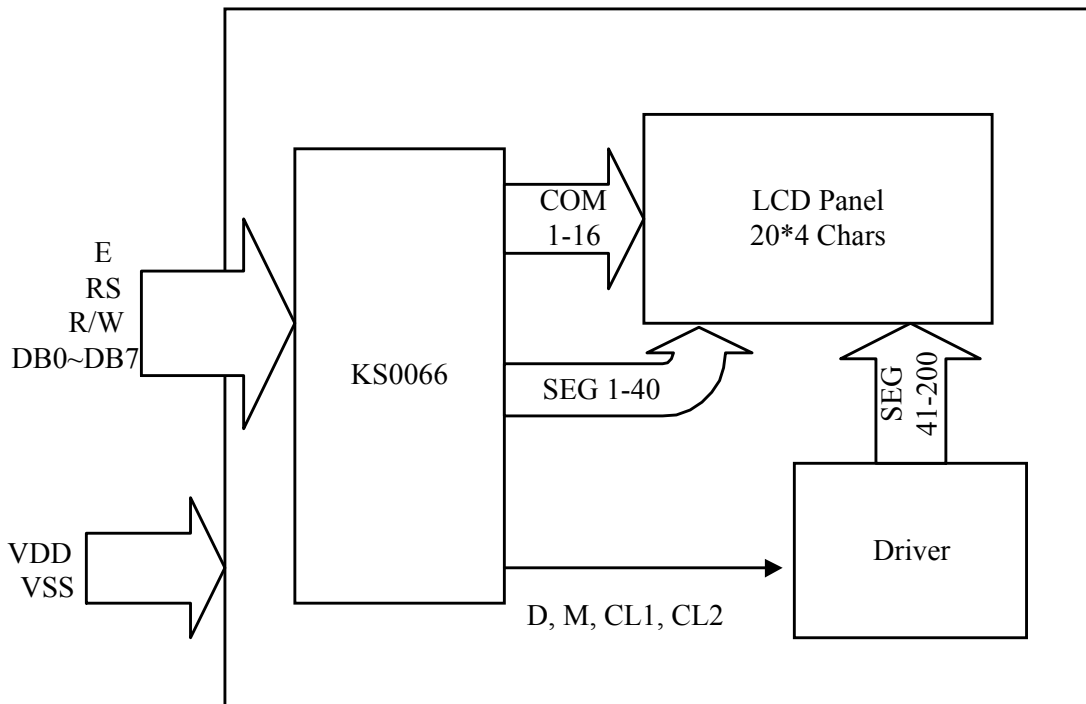 E
RS
R/W
DB0~DB7
VDD
VSS
KS0066
COM
1-16
SEG 1-40
D, M, CL1, CL2
LCD Panel
20*4 Chars
SEG
41-200
Driver